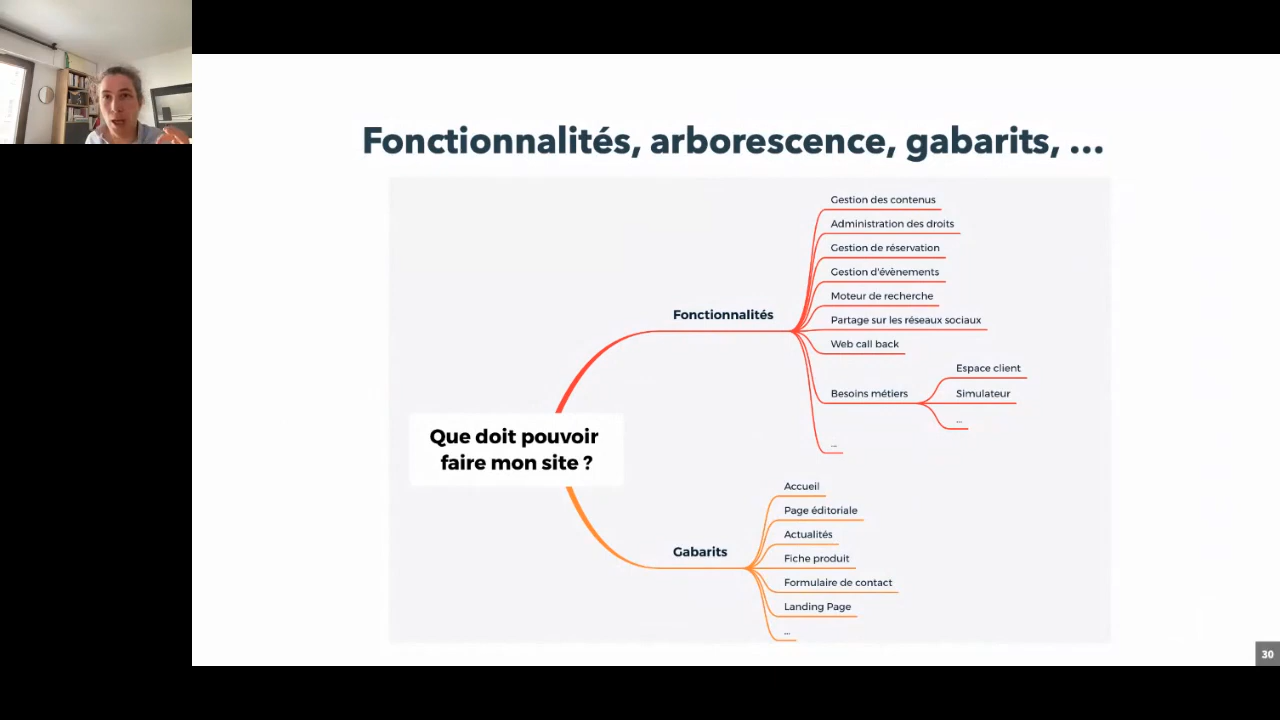 Fonctionnalités, arborescence, gabarits, ...
Gestion des contenus
Administration des droits
Gestion de réservation
Gestion d'évènements
Moteur de recherche
Fonctionnalités
Partage sur les réseaux sociaux
Web call back
Espace client
Besoins métiers
Simulateur
...
...
Que doit pouvoir
faire mon site ?
Accueil
Page éditoriale
Actualités
Gabarits
Fiche produit
Formulaire de contact
Landing Page
...
30